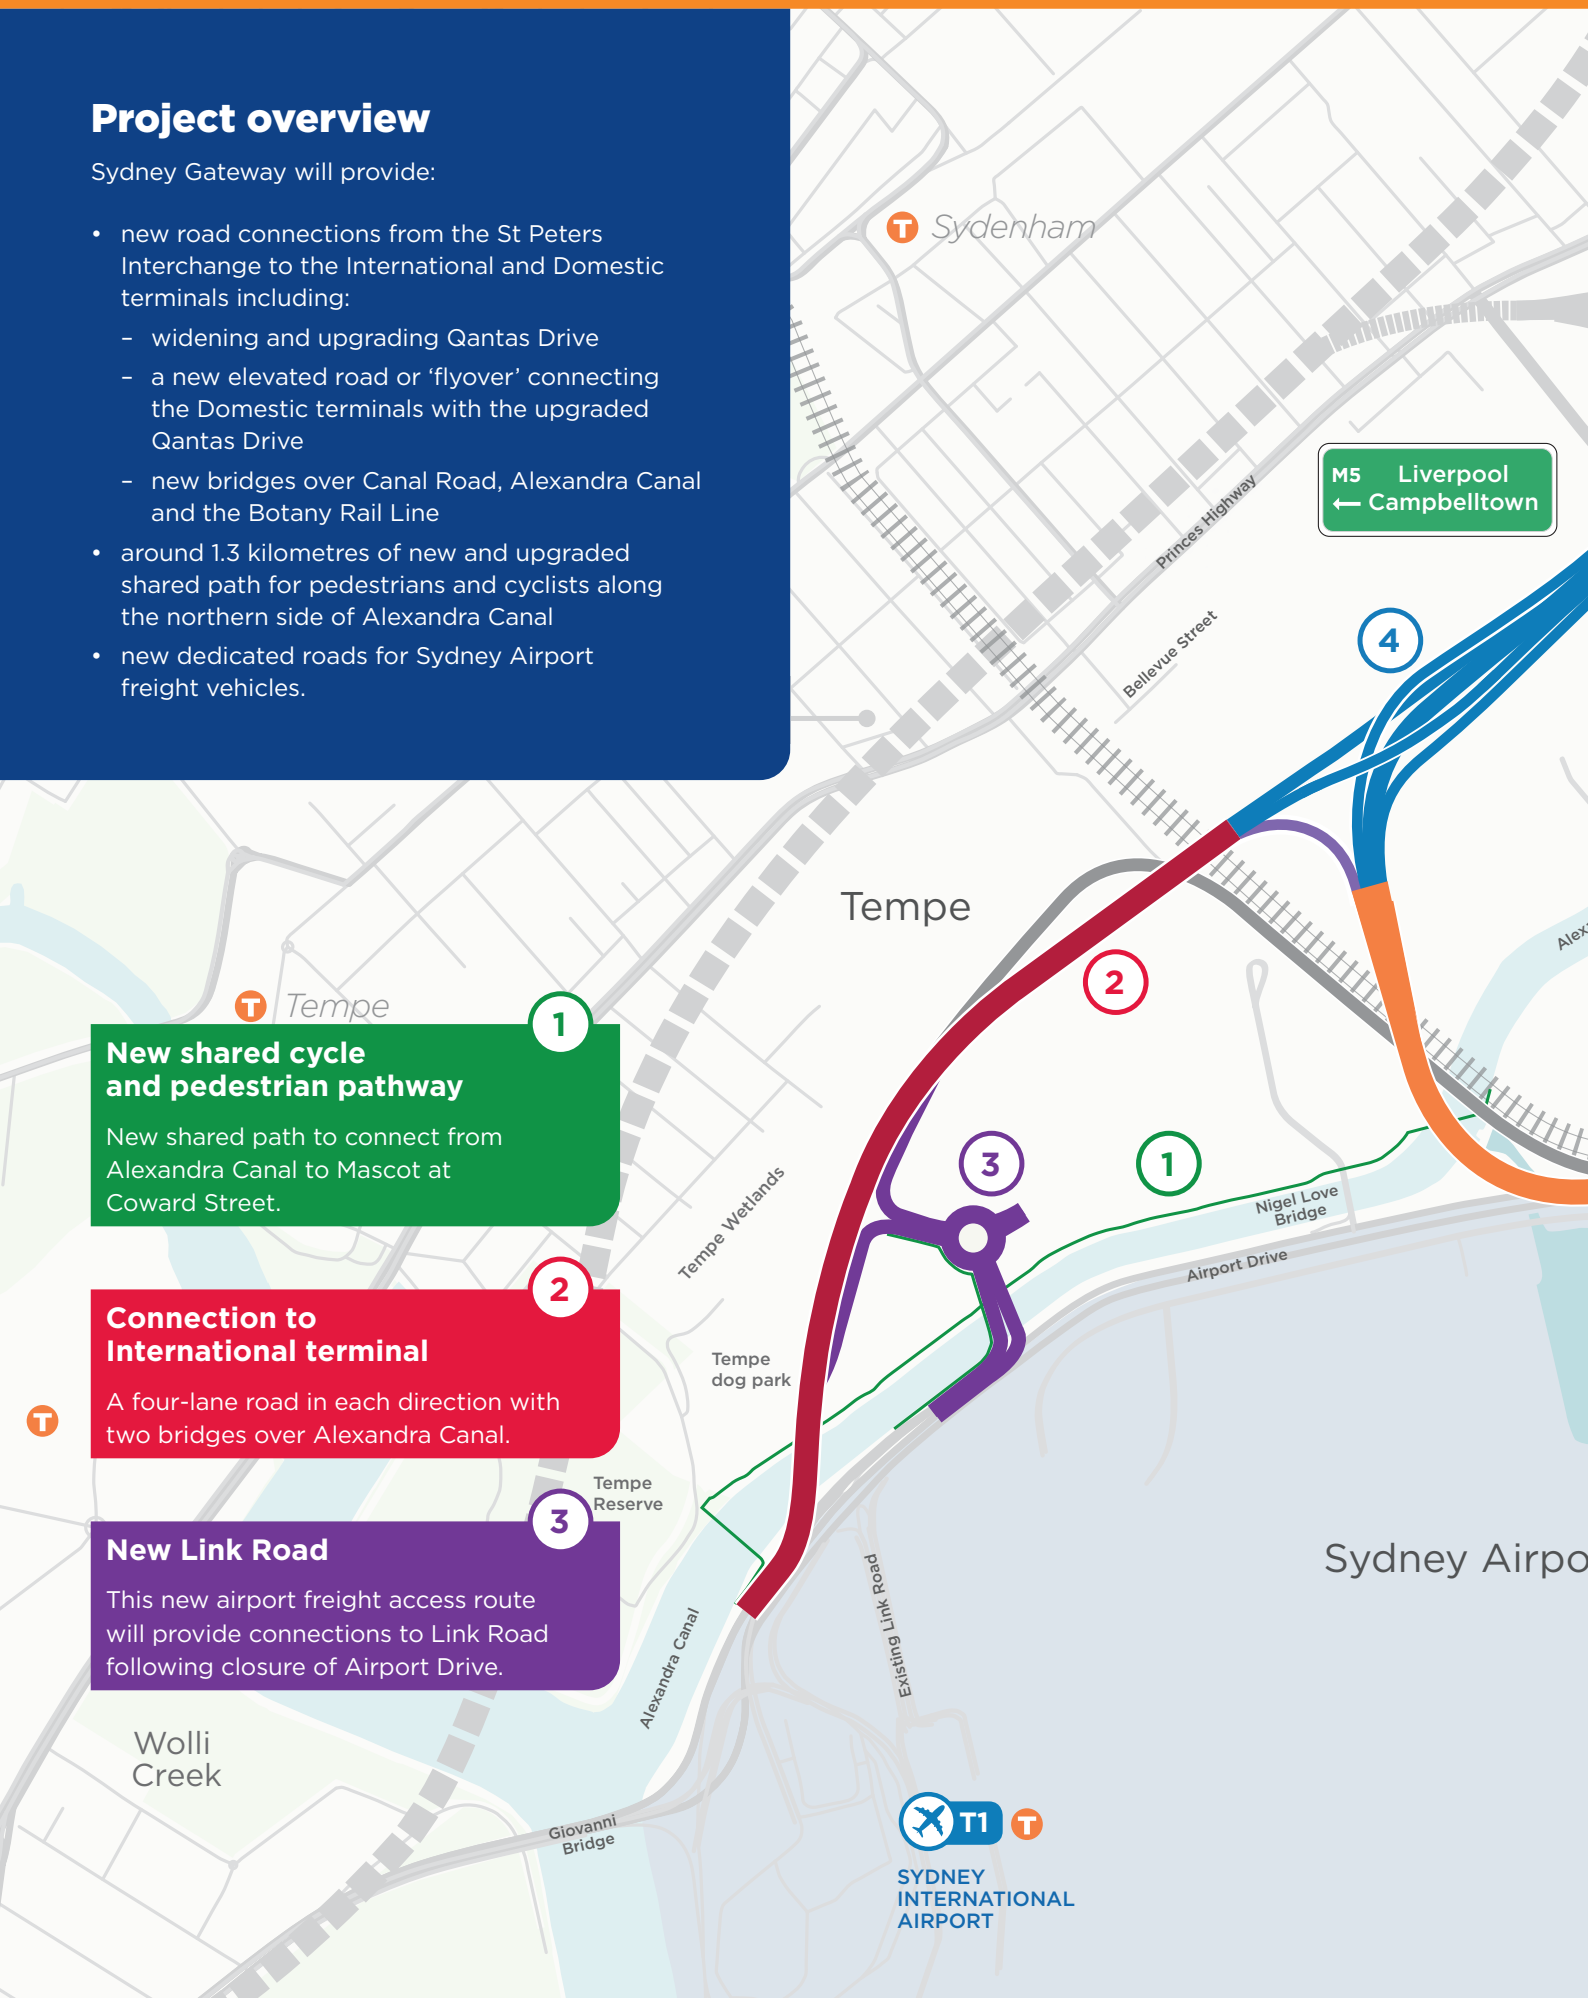 Project overview
Sydney Gateway will provide:
• new road connections from the St Peters
Interchange to the International and Domestic
terminals including:
– widening and upgrading Qantas Drive
– a new elevated road or ‘flyover’ connecting
the Domestic terminals with the upgraded
Qantas Drive
– new bridges over Canal Road, Alexandra Canal
and the Botany Rail Line
• around 1.3 kilometres of new and upgraded
shared path for pedestrians and cyclists along
the northern side of Alexandra Canal
• new dedicated roads for Sydney Airport
freight vehicles.
T Sydenham
M5 Liverpool
← Campbelltown
Princes Highway
Bellevue Street
4
Tempe
2
T Tempe
1
New shared cycle
and pedestrian pathway
New shared path to connect from
Alexandra Canal to Mascot at
Coward Street.
3
1
Nigel Love
Bridge
Airport Drive
Tempe Wetlands
2
Connection to
International terminal
A four-lane road in each direction with
two bridges over Alexandra Canal.
T
Tempe
dog park
Tempe
Reserve
3
New Link Road
This new airport freight access route
will provide connections to Link Road
following closure of Airport Drive.
Alexandra Canal
Existing Link Road
Sydney Airpo
Wolli
Creek
Giovanni
Bridge
T1 T
SYDNEY
INTERNATIONAL
AIRPORT